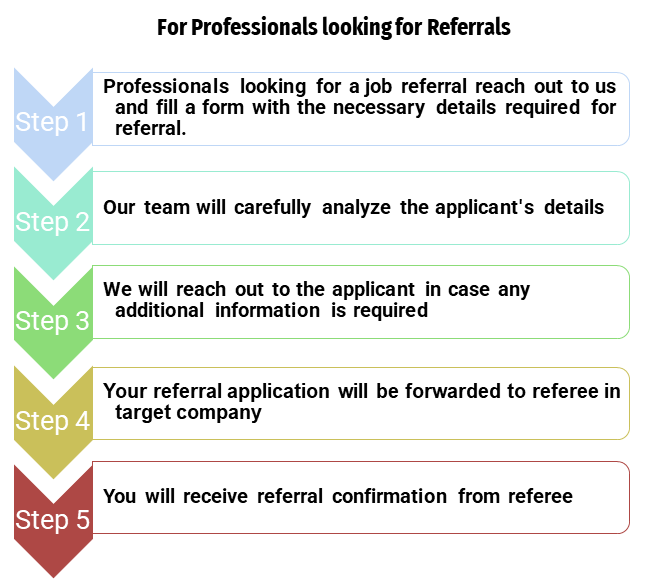 For Professionals looking for Referrals
Step 1
Professionals looking for a job referral reach out to us
and fill a form with the necessary details required for
referral.
Step 2
Our team will carefully analyze the applicant's details
Step 3
We will reach out to the applicant in case any
additional information is required
Step 4
Your referral application will be forwarded to referee in
target company
Step 5
You will receive referral confirmation from referee